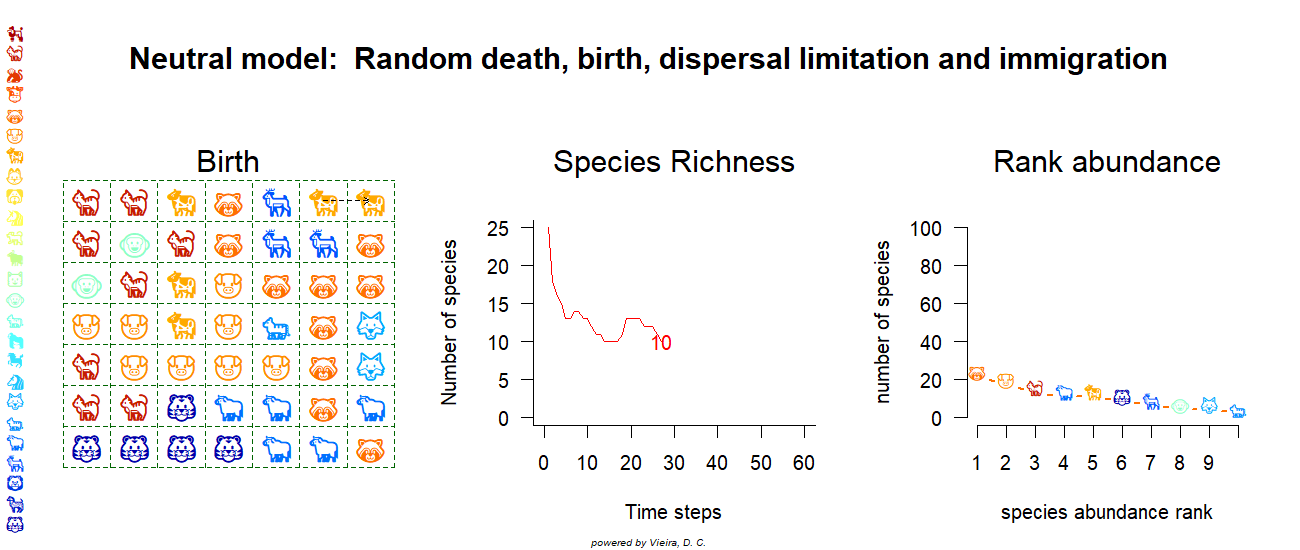 Neutral model:  Random death, birth, dispersal limitation and immigration
Birth
Species Richness
Number of species
25
20
15
10
5
0
10
0 10 20 30 40 50 60
Time steps
Rank abundance
number of species
100
80
60
40
20
0
1 2 3 4 5 6 7 8 9
species abundance rank
powered by Vieira, D. C.